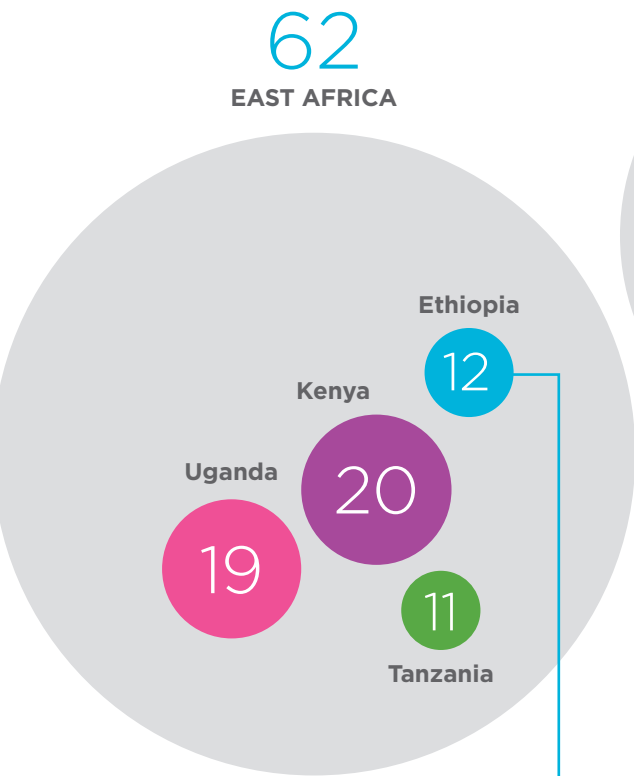 62
EAST AFRICA
Ethiopia
12
Kenya
20
Uganda
19
11
Tanzania